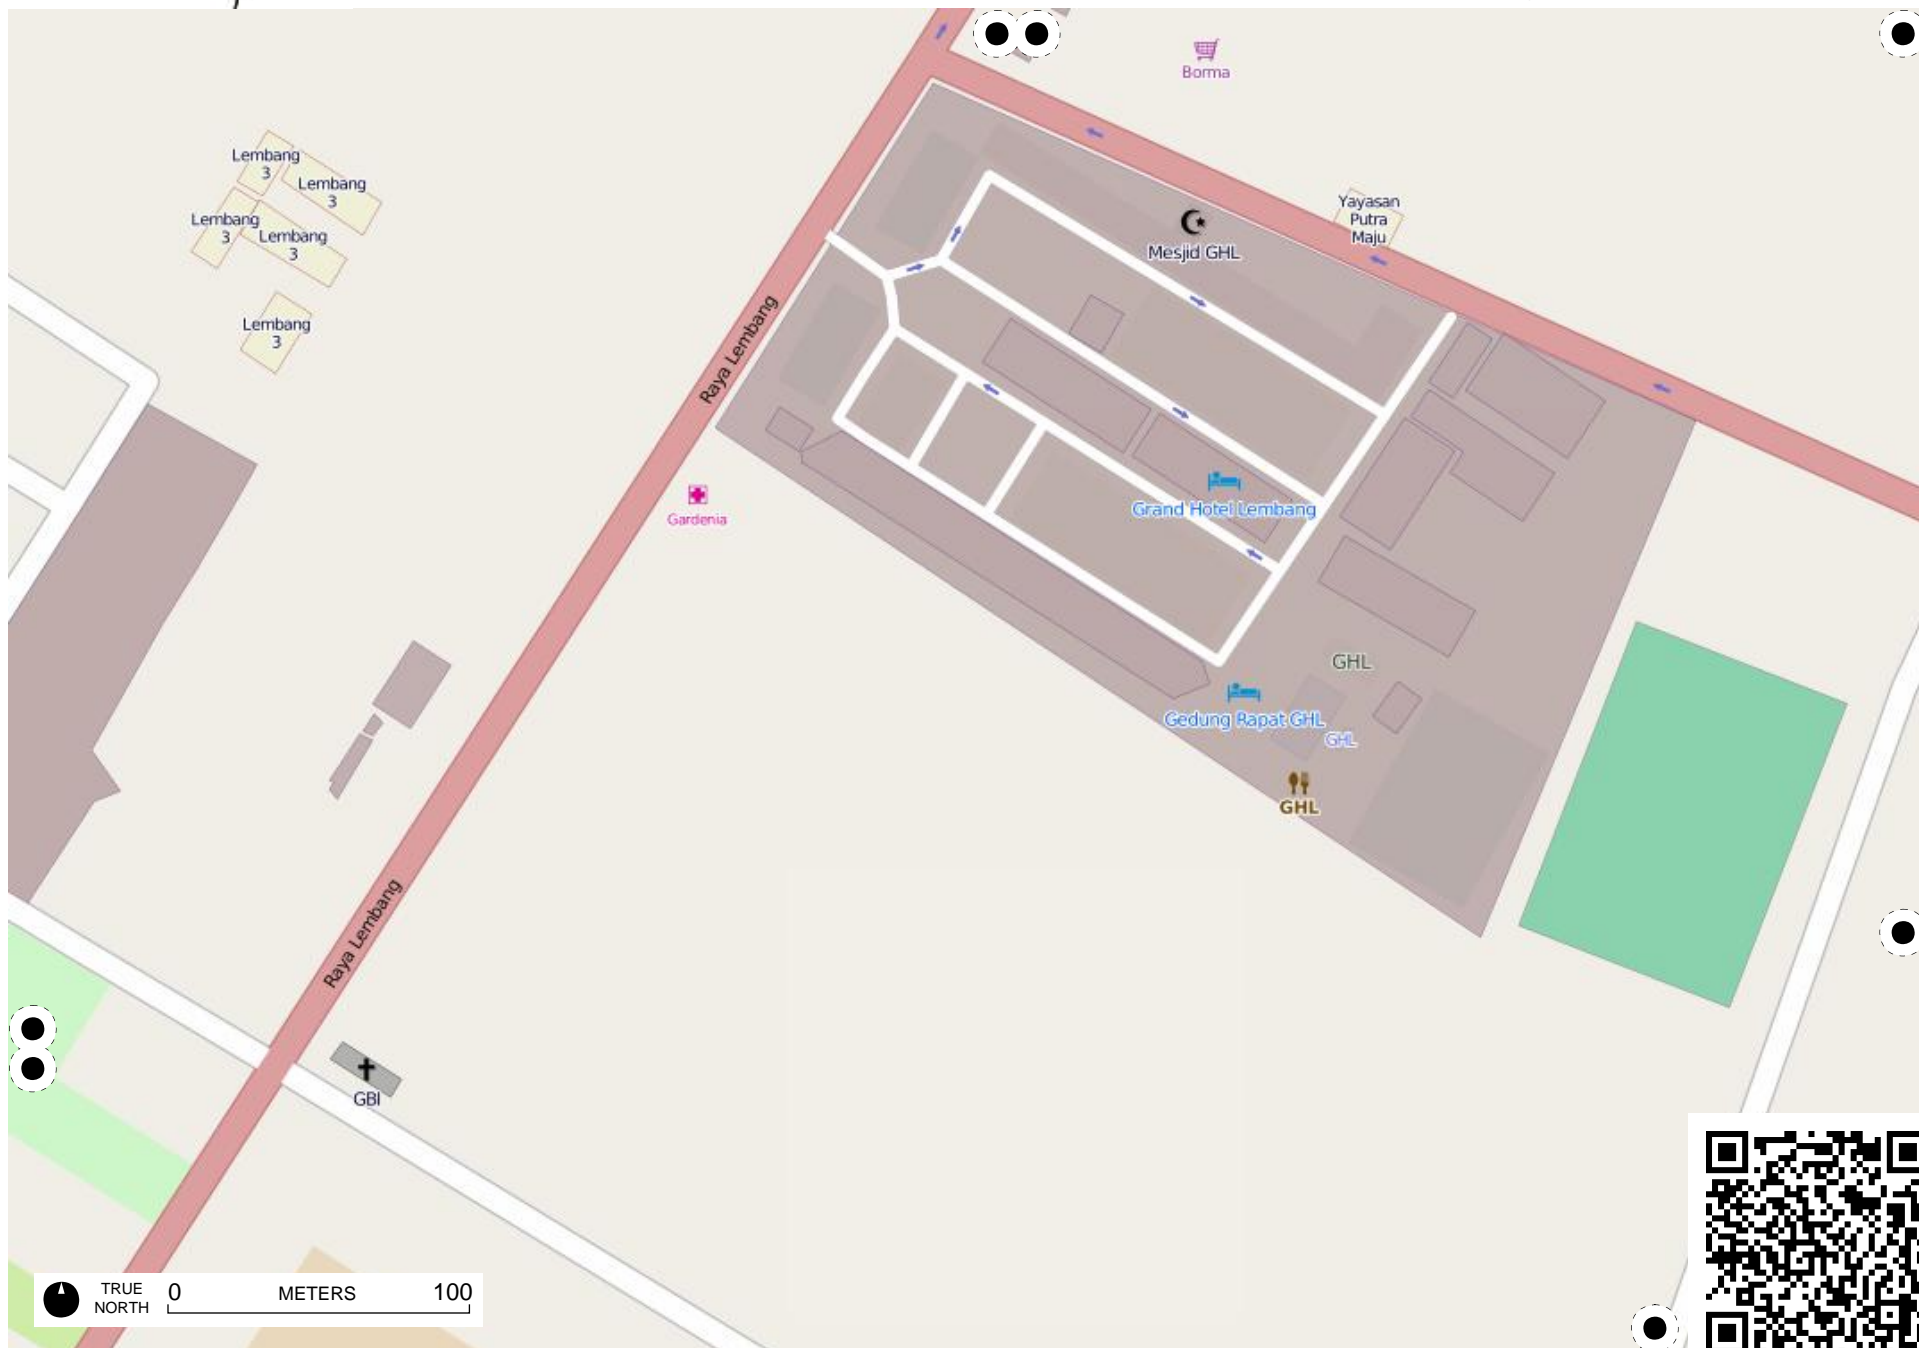 Borma
Lembang
3
Lembang
3
Lembang
3
Lembang
3
Lembang
3
Yayasan
Putra
Maju
Mesjid GHL
Raya Lembang
Gardenia
Grand Hotel Lembang
GHL
Gedung Rapat GHL
GHL
GHL
Raya Lembang
GBI
TRUE
NORTH
0 METERS 100